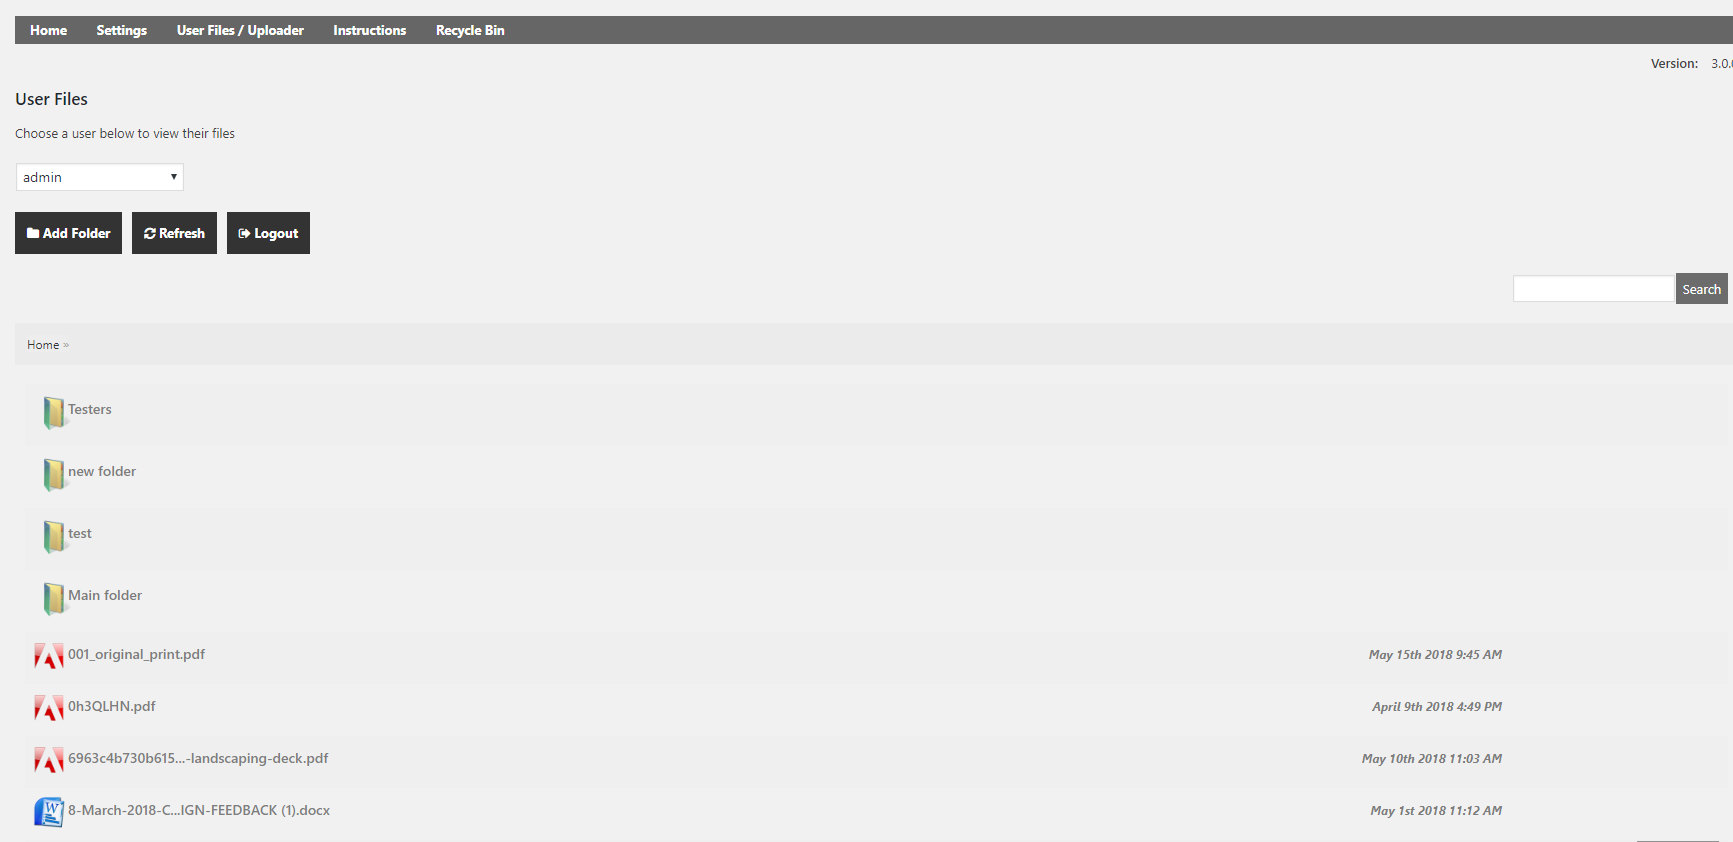 Home Settings User Files / Uploader Instructions Recycle Bin
Version: 3.0.
User Files
Choose a user below to view their files
admin
Add Folder Refresh Logout
Search
Home »
Testers
new folder
test
Main folder
001_original_print.pdf May 15th 2018 9:45 AM
0h3QLHN.pdf April 9th 2018 4:49 PM
6963c4b730b615...-landscaping-deck.pdf May 10th 2018 11:03 AM
8-March-2018-C...IGN-FEEDBACK (1).docx May 1st 2018 11:12 AM